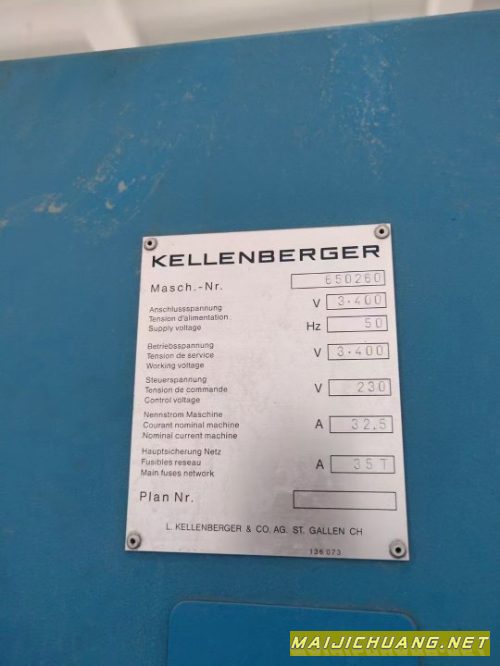 KELLENBERGER
Masch.-Nr. 650260
Anschlussspannung
Tension d'alimentation V 3·400
Supply voltage Hz 50
Betriebsspannung
Tension de service V 3·400
Working voltage
Steuerspannung
Tension de commande V 230
Control voltage
Nennstrom Maschine
Courant nominal machine A 32,5
Nominal current machine
Hauptsicherung Netz
Fusibles reseau A 35T
Main fuses network
Plan Nr.
L. KELLENBERGER & CO. AG. ST. GALLEN CH
136 073
MAIJICHUANG.NET